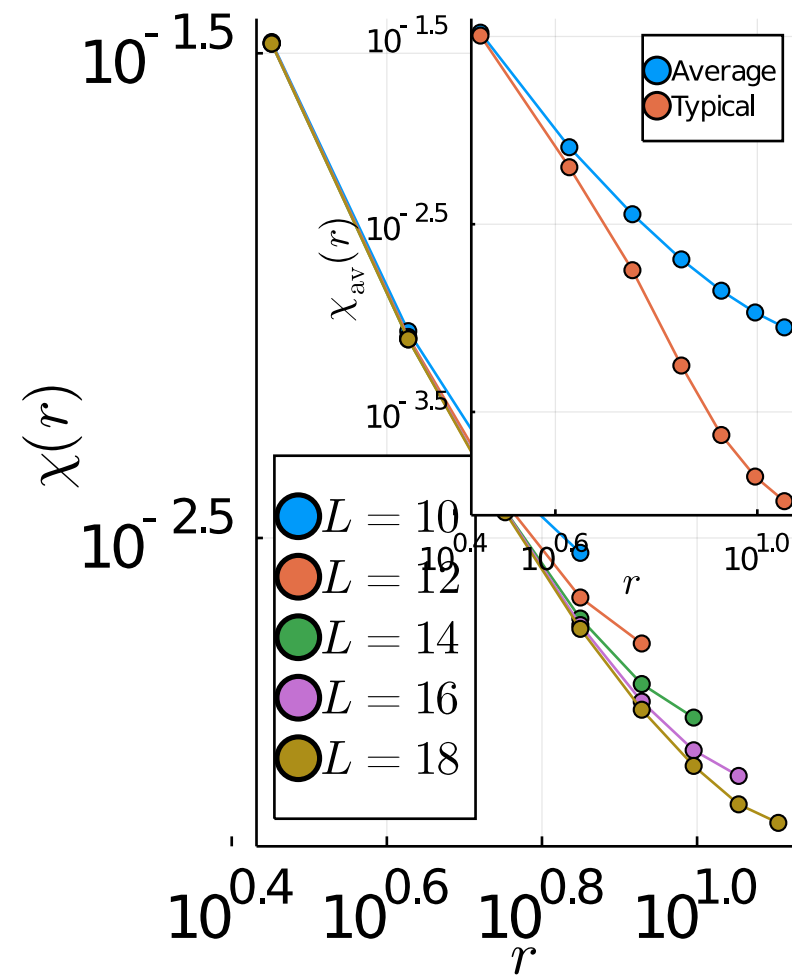 10^-1.5
10^-2.5
χ(r)
10^0.4
10^0.6
10^0.8
10^1.0
r
L = 10
L = 12
L = 14
L = 16
L = 18
10^-1.5
10^-2.5
10^-3.5
χ_av(r)
10^0.4
10^0.6
10^1.0
r
Average
Typical